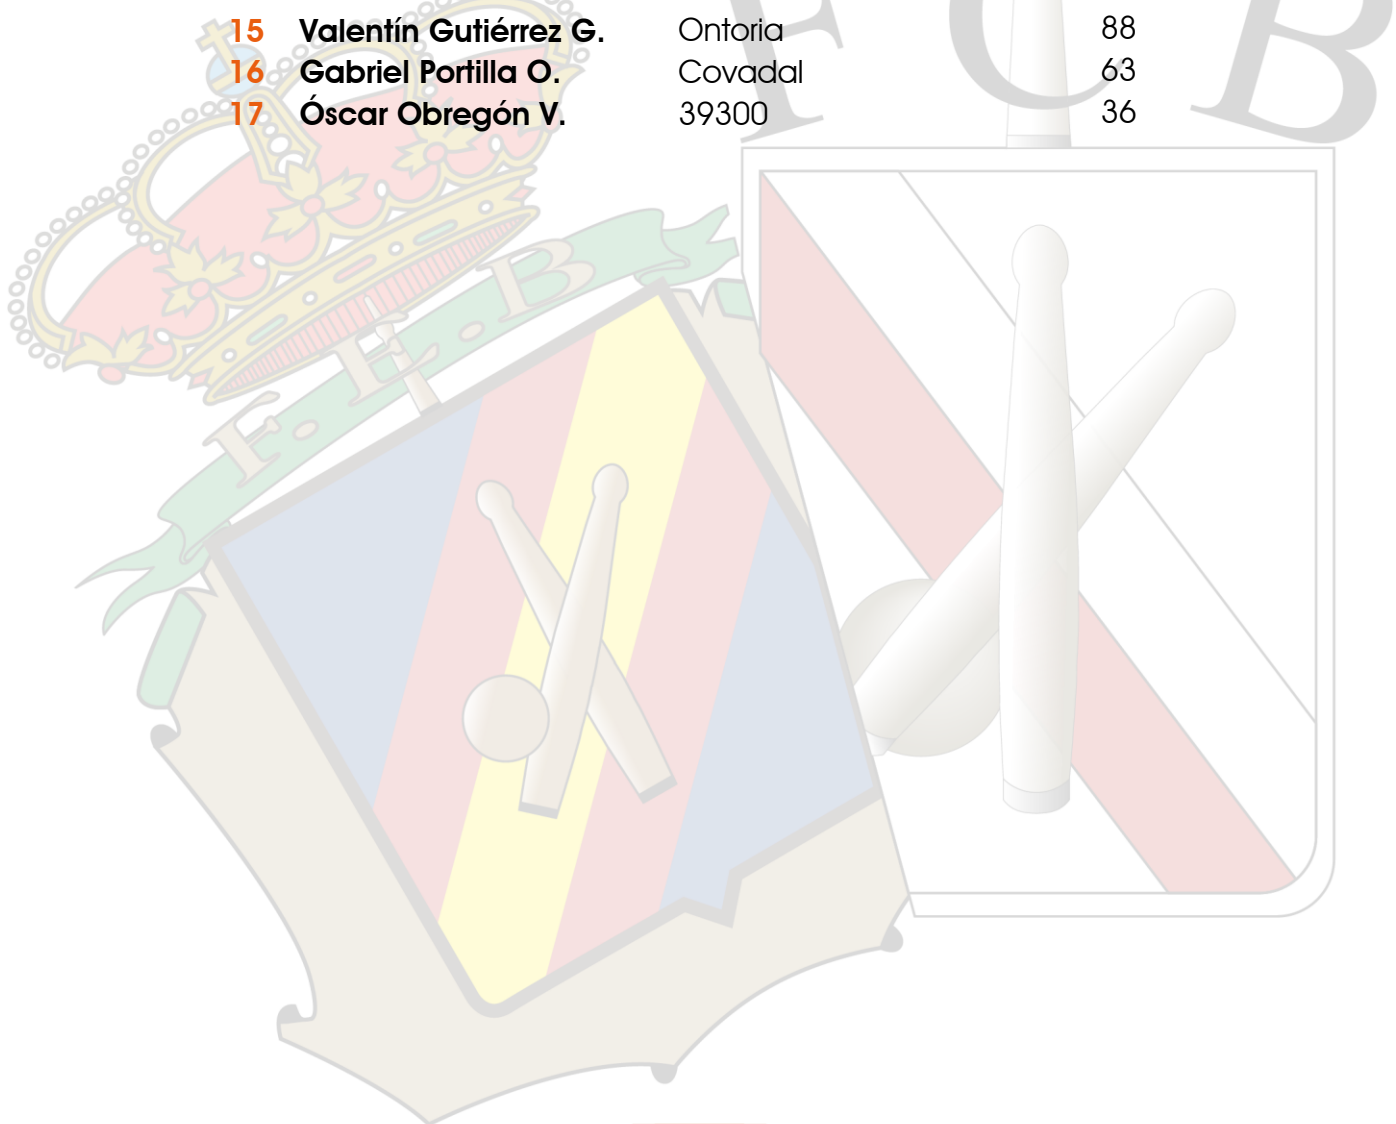 15 Valentín Gutiérrez G. Ontoria 88
16 Gabriel Portilla O. Covadal 63
17 Óscar Obregón V. 39300 36
F C B
F.E.B